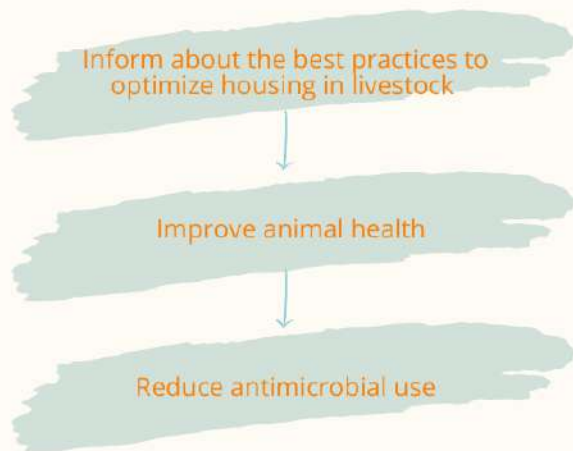 Inform about the best practices to
optimize housing in livestock
Improve animal health
Reduce antimicrobial use